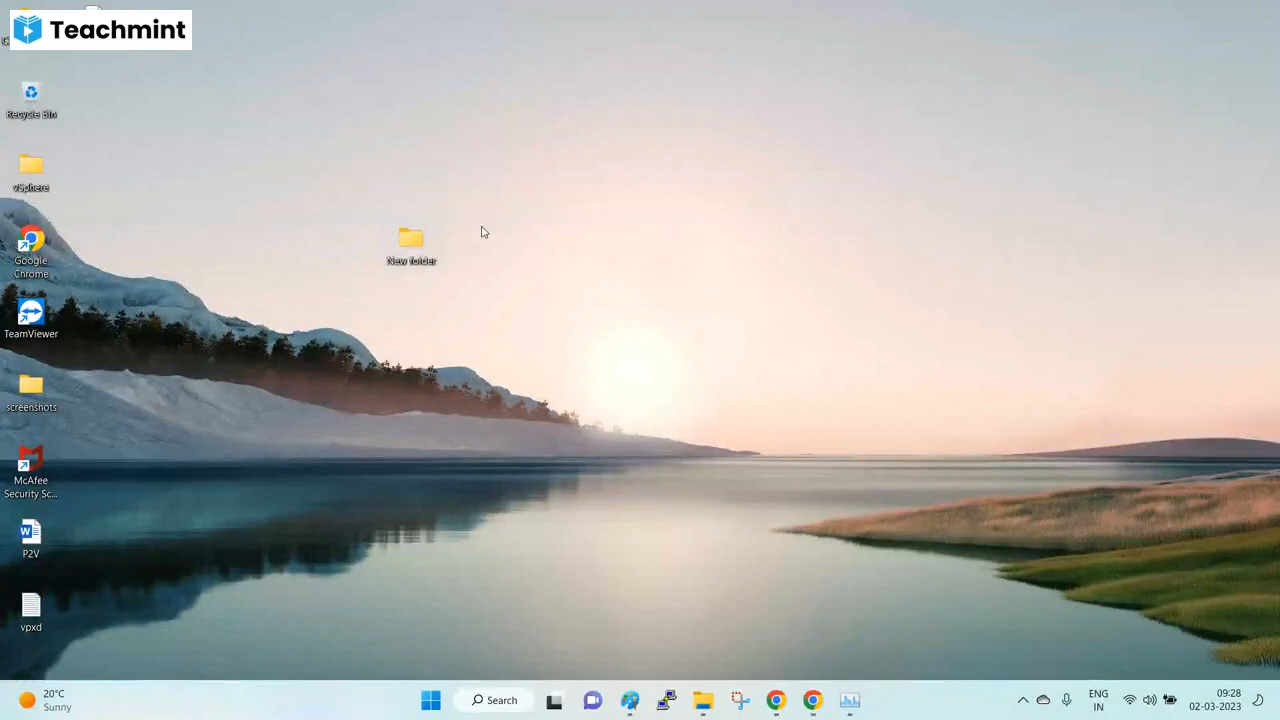 Teachmint
Recycle Bin
vSphere
New folder
Google
Chrome
TeamViewer
screenshots
McAfee
Security Sc...
P2V
vpxd
20°C
Sunny
Search
ENG
IN
09:28
02-03-2023